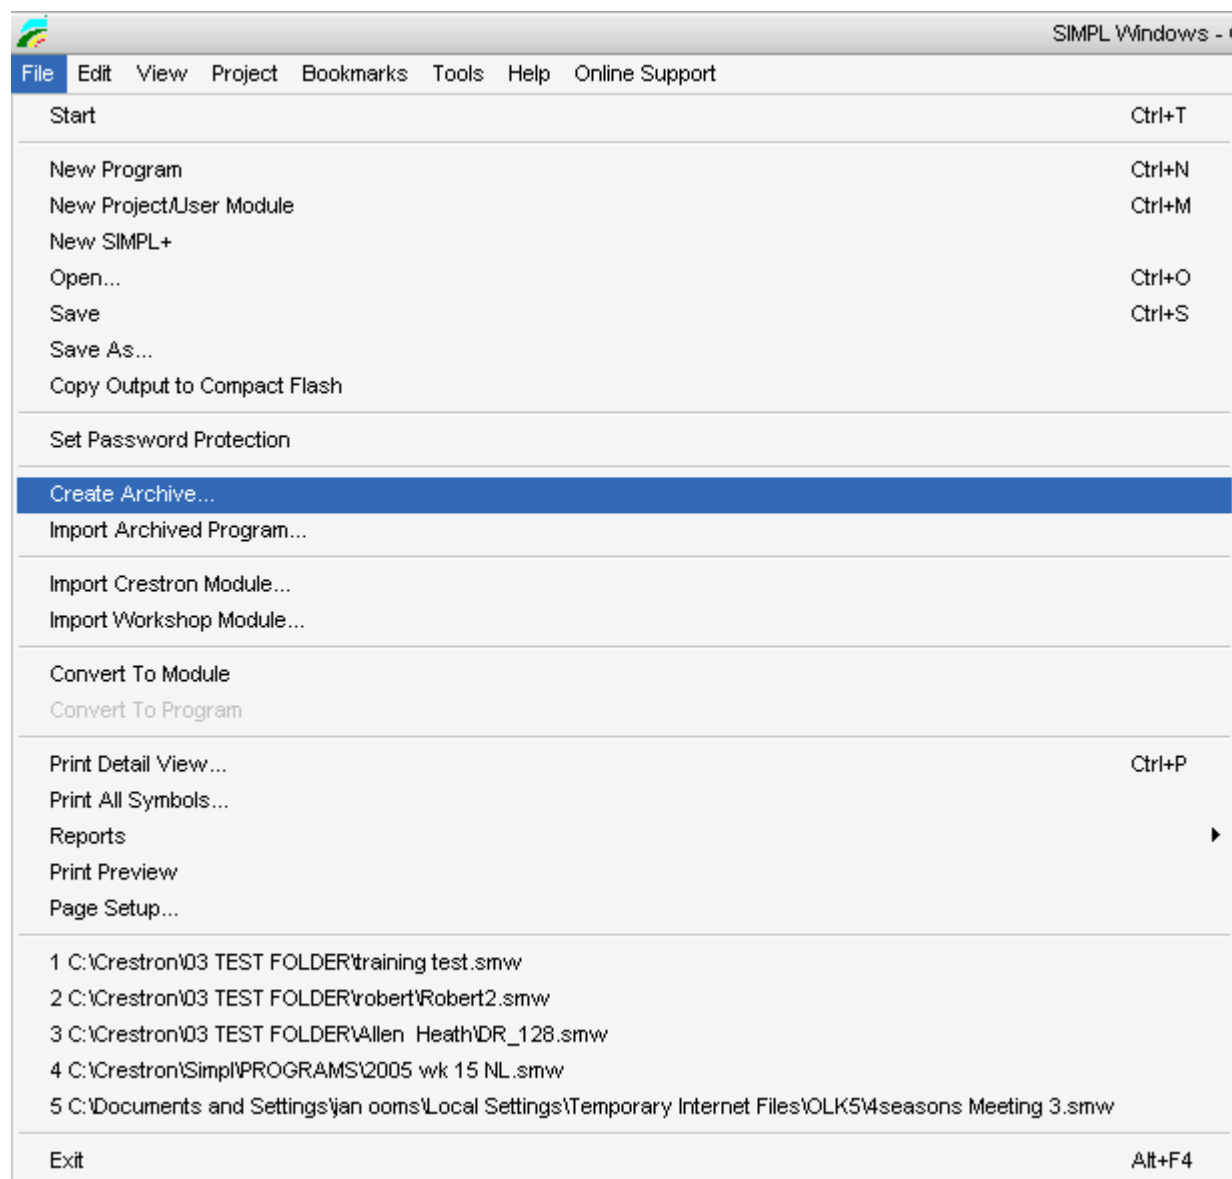 SIMPL Windows -
File Edit View Project Bookmarks Tools Help Online Support
Start Ctrl+T
New Program Ctrl+N
New Project/User Module Ctrl+M
New SIMPL+
Open... Ctrl+O
Save Ctrl+S
Save As...
Copy Output to Compact Flash
Set Password Protection
Create Archive...
Import Archived Program...
Import Crestron Module...
Import Workshop Module...
Convert To Module
Convert To Program
Print Detail View... Ctrl+P
Print All Symbols...
Reports
Print Preview
Page Setup...
1 C:\Crestron\03 TEST FOLDER\training test.smw
2 C:\Crestron\03 TEST FOLDER\robert\Robert2.smw
3 C:\Crestron\03 TEST FOLDER\Allen  Heath\DR_128.smw
4 C:\Crestron\Simpl\PROGRAMS\2005 wk 15 NL.smw
5 C:\Documents and Settings\jan ooms\Local Settings\Temporary Internet Files\OLK5\4seasons Meeting 3.smw
Exit Alt+F4